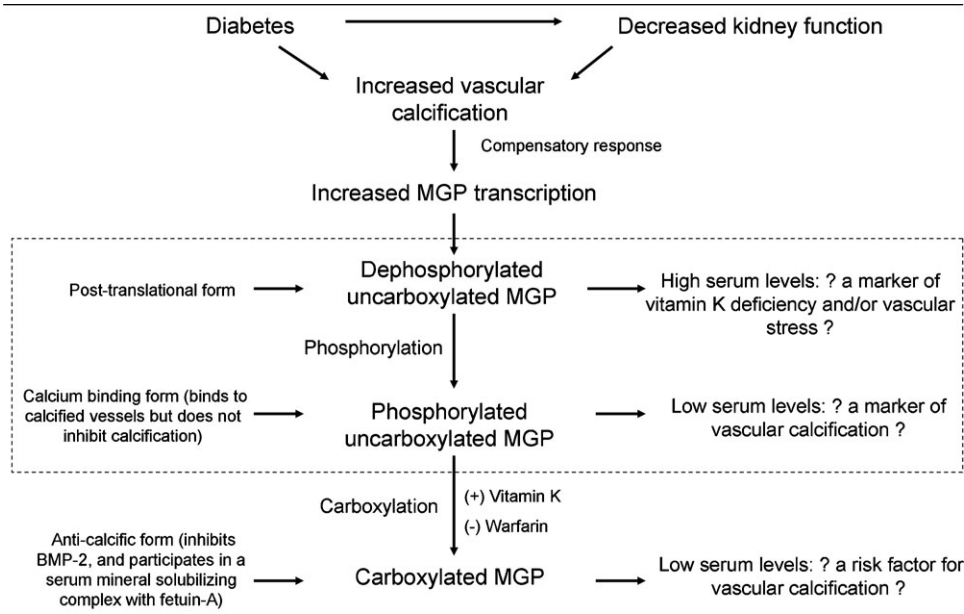 Diabetes
Decreased kidney function
Increased vascular
calcification
Compensatory response
Increased MGP transcription
Post-translational form
Dephosphorylated
uncarboxylated MGP
High serum levels: ? a marker of
vitamin K deficiency and/or vascular
stress ?
Phosphorylation
Calcium binding form (binds to
calcified vessels but does not
inhibit calcification)
Phosphorylated
uncarboxylated MGP
Low serum levels: ? a marker of
vascular calcification ?
Carboxylation
(+) Vitamin K
(-) Warfarin
Anti-calcific form (inhibits
BMP-2, and participates in a
serum mineral solubilizing
complex with fetuin-A)
Carboxylated MGP
Low serum levels: ? a risk factor for
vascular calcification ?